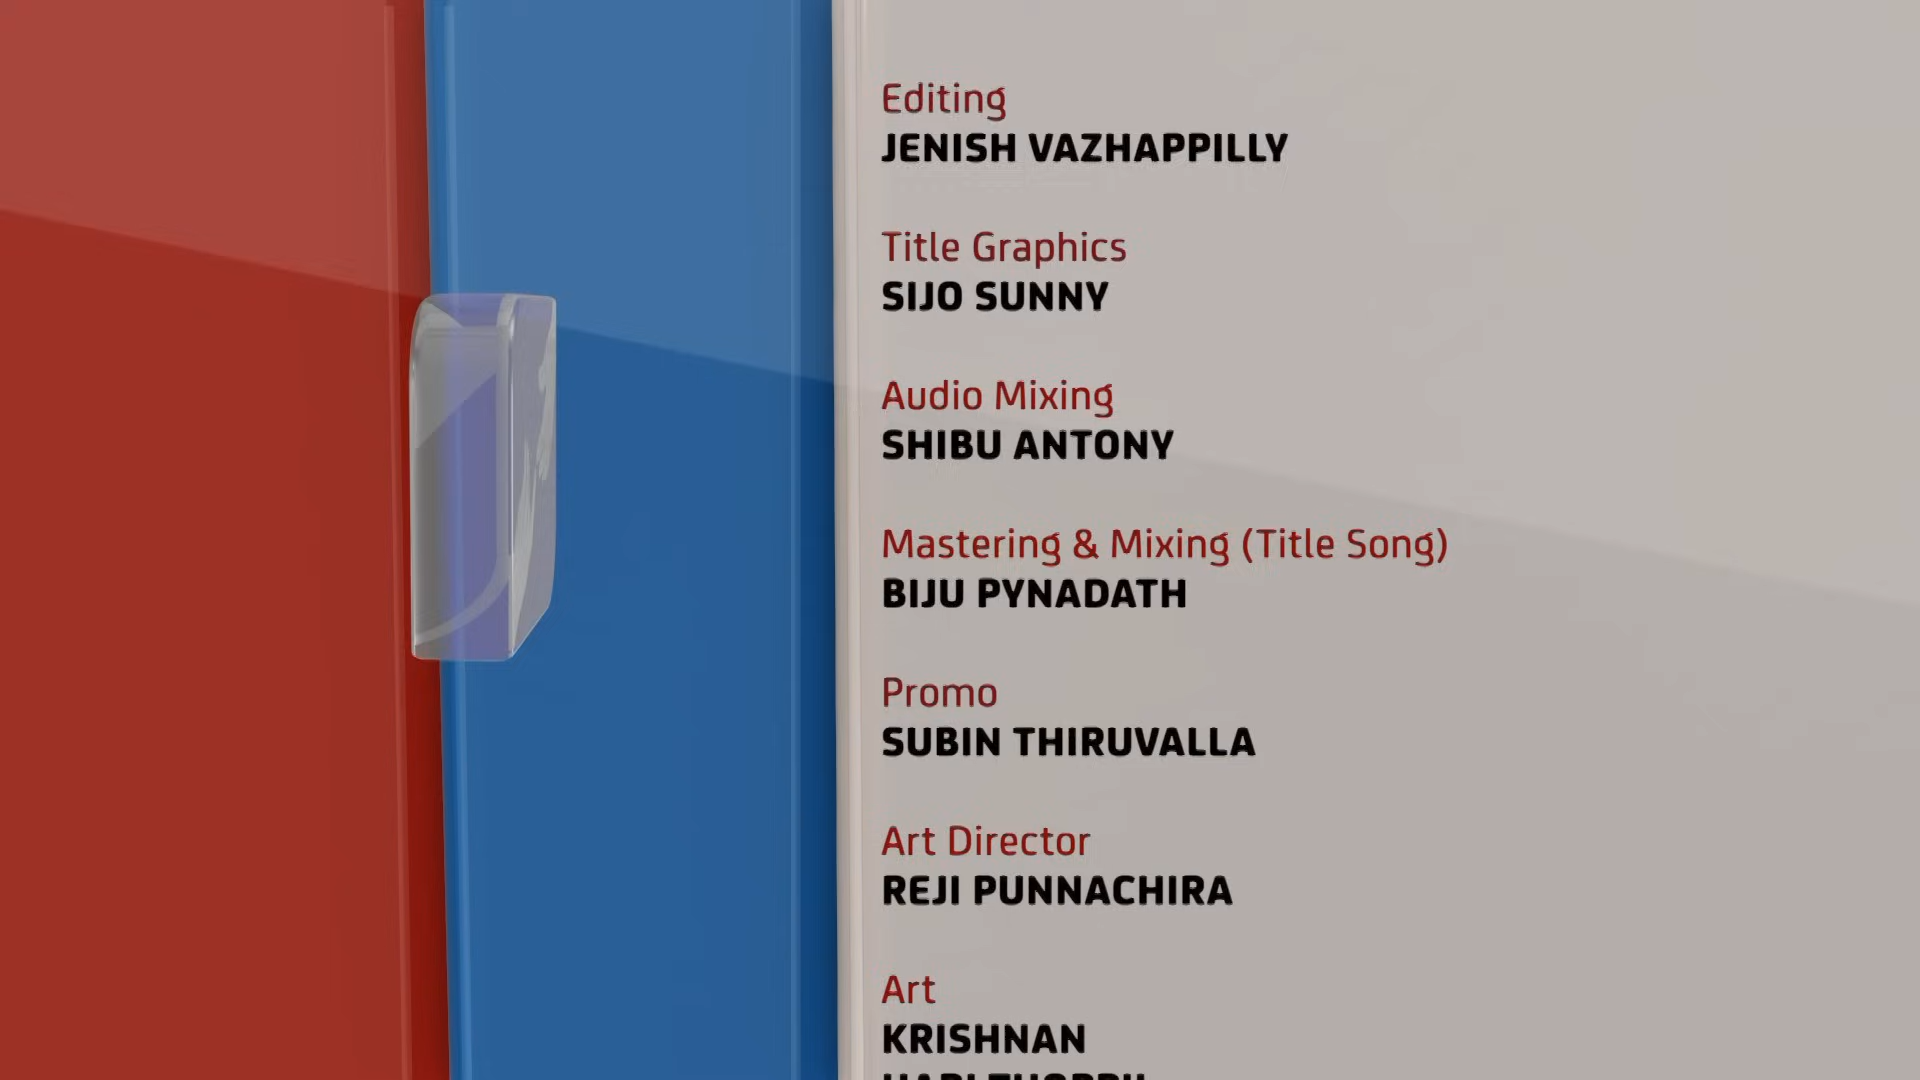 Editing
JENISH VAZHAPPILLY
Title Graphics
SIJO SUNNY
Audio Mixing
SHIBU ANTONY
Mastering & Mixing (Title Song)
BIJU PYNADATH
Promo
SUBIN THIRUVALLA
Art Director
REJI PUNNACHIRA
Art
KRISHNAN